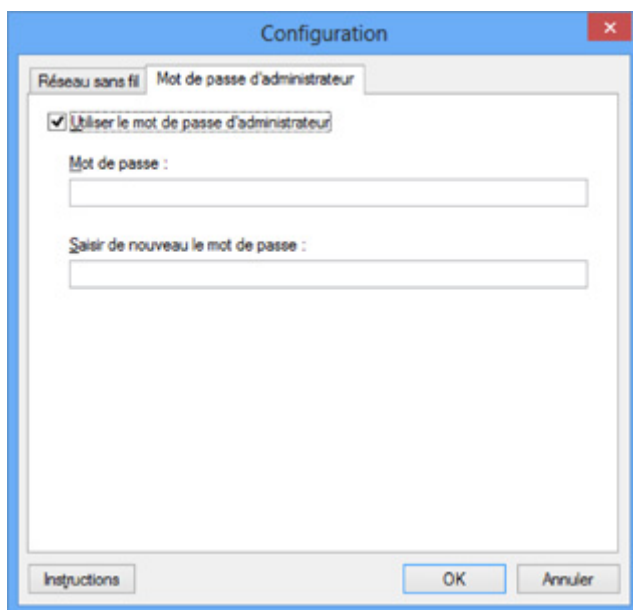 Configuration
Réseau sans fil
Mot de passe d'administrateur
Utiliser le mot de passe d'administrateur
Mot de passe :
Saisir de nouveau le mot de passe :
Instructions
OK
Annuler